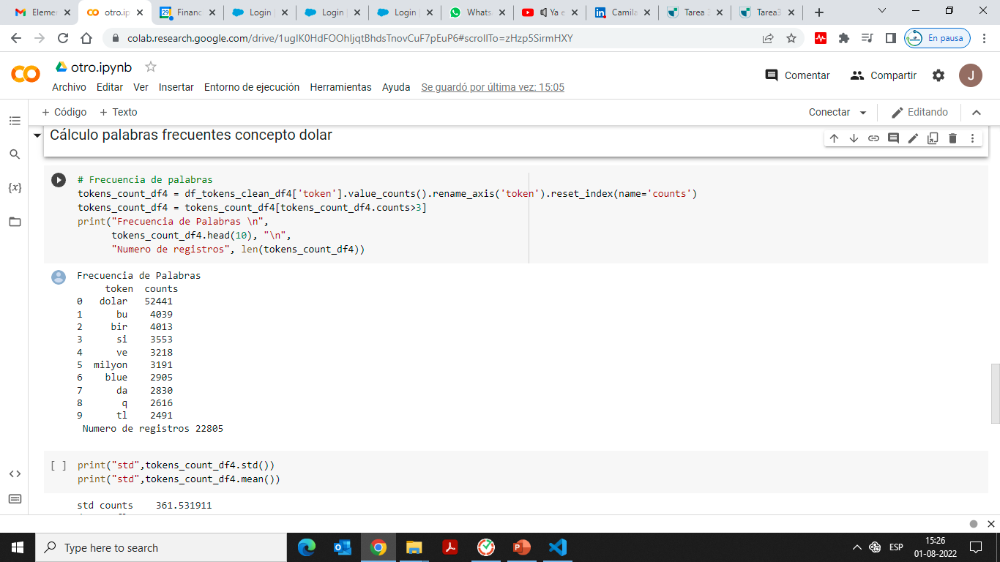 Elemer
otro.ip
Financ
Login
Login
Login
Whats
Ya e
Camila
Tarea
Tarea3
colab.research.google.com/drive/1uglK0HdFOOhIjqtBhdsTnovCuF7pEuP6#scrollTo=zHzp5SirmHXY
En pausa
otro.ipynb
Comentar
Compartir
J
Archivo Editar Ver Insertar Entorno de ejecución Herramientas Ayuda Se guardó por última vez: 15:05
+ Código + Texto
Conectar
Editando
Cálculo palabras frecuentes concepto dolar
# Frecuencia de palabras
tokens_count_df4 = df_tokens_clean_df4['token'].value_counts().rename_axis('token').reset_index(name='counts')
tokens_count_df4 = tokens_count_df4[tokens_count_df4.counts>3]
print("Frecuencia de Palabras \n",
tokens_count_df4.head(10), "\n",
"Numero de registros", len(tokens_count_df4))
Frecuencia de Palabras
token counts
0 dolar 52441
1 bu 4039
2 bir 4013
3 si 3553
4 ve 3218
5 milyon 3191
6 blue 2905
7 da 2830
8 q 2616
9 tl 2491
Numero de registros 22805
[ ] print("std",tokens_count_df4.std())
print("std",tokens_count_df4.mean())
std counts 361.531911
Type here to search
ESP
15:26
01-08-2022